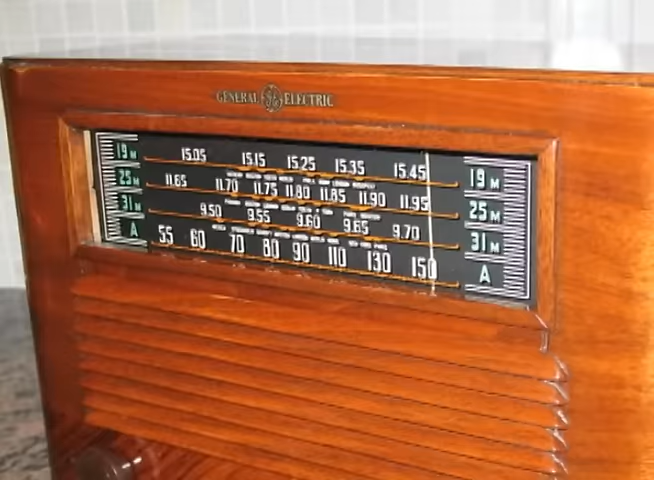 GENERAL GE ELECTRIC
19 M 15.05 15.15 15.25 15.35 15.45 19 M
25 M 11.65 11.70 11.75 11.80 11.85 11.90 11.95 25 M
31 M 9.50 9.55 9.60 9.65 9.70 31 M
A 55 60 70 80 90 110 130 150 A